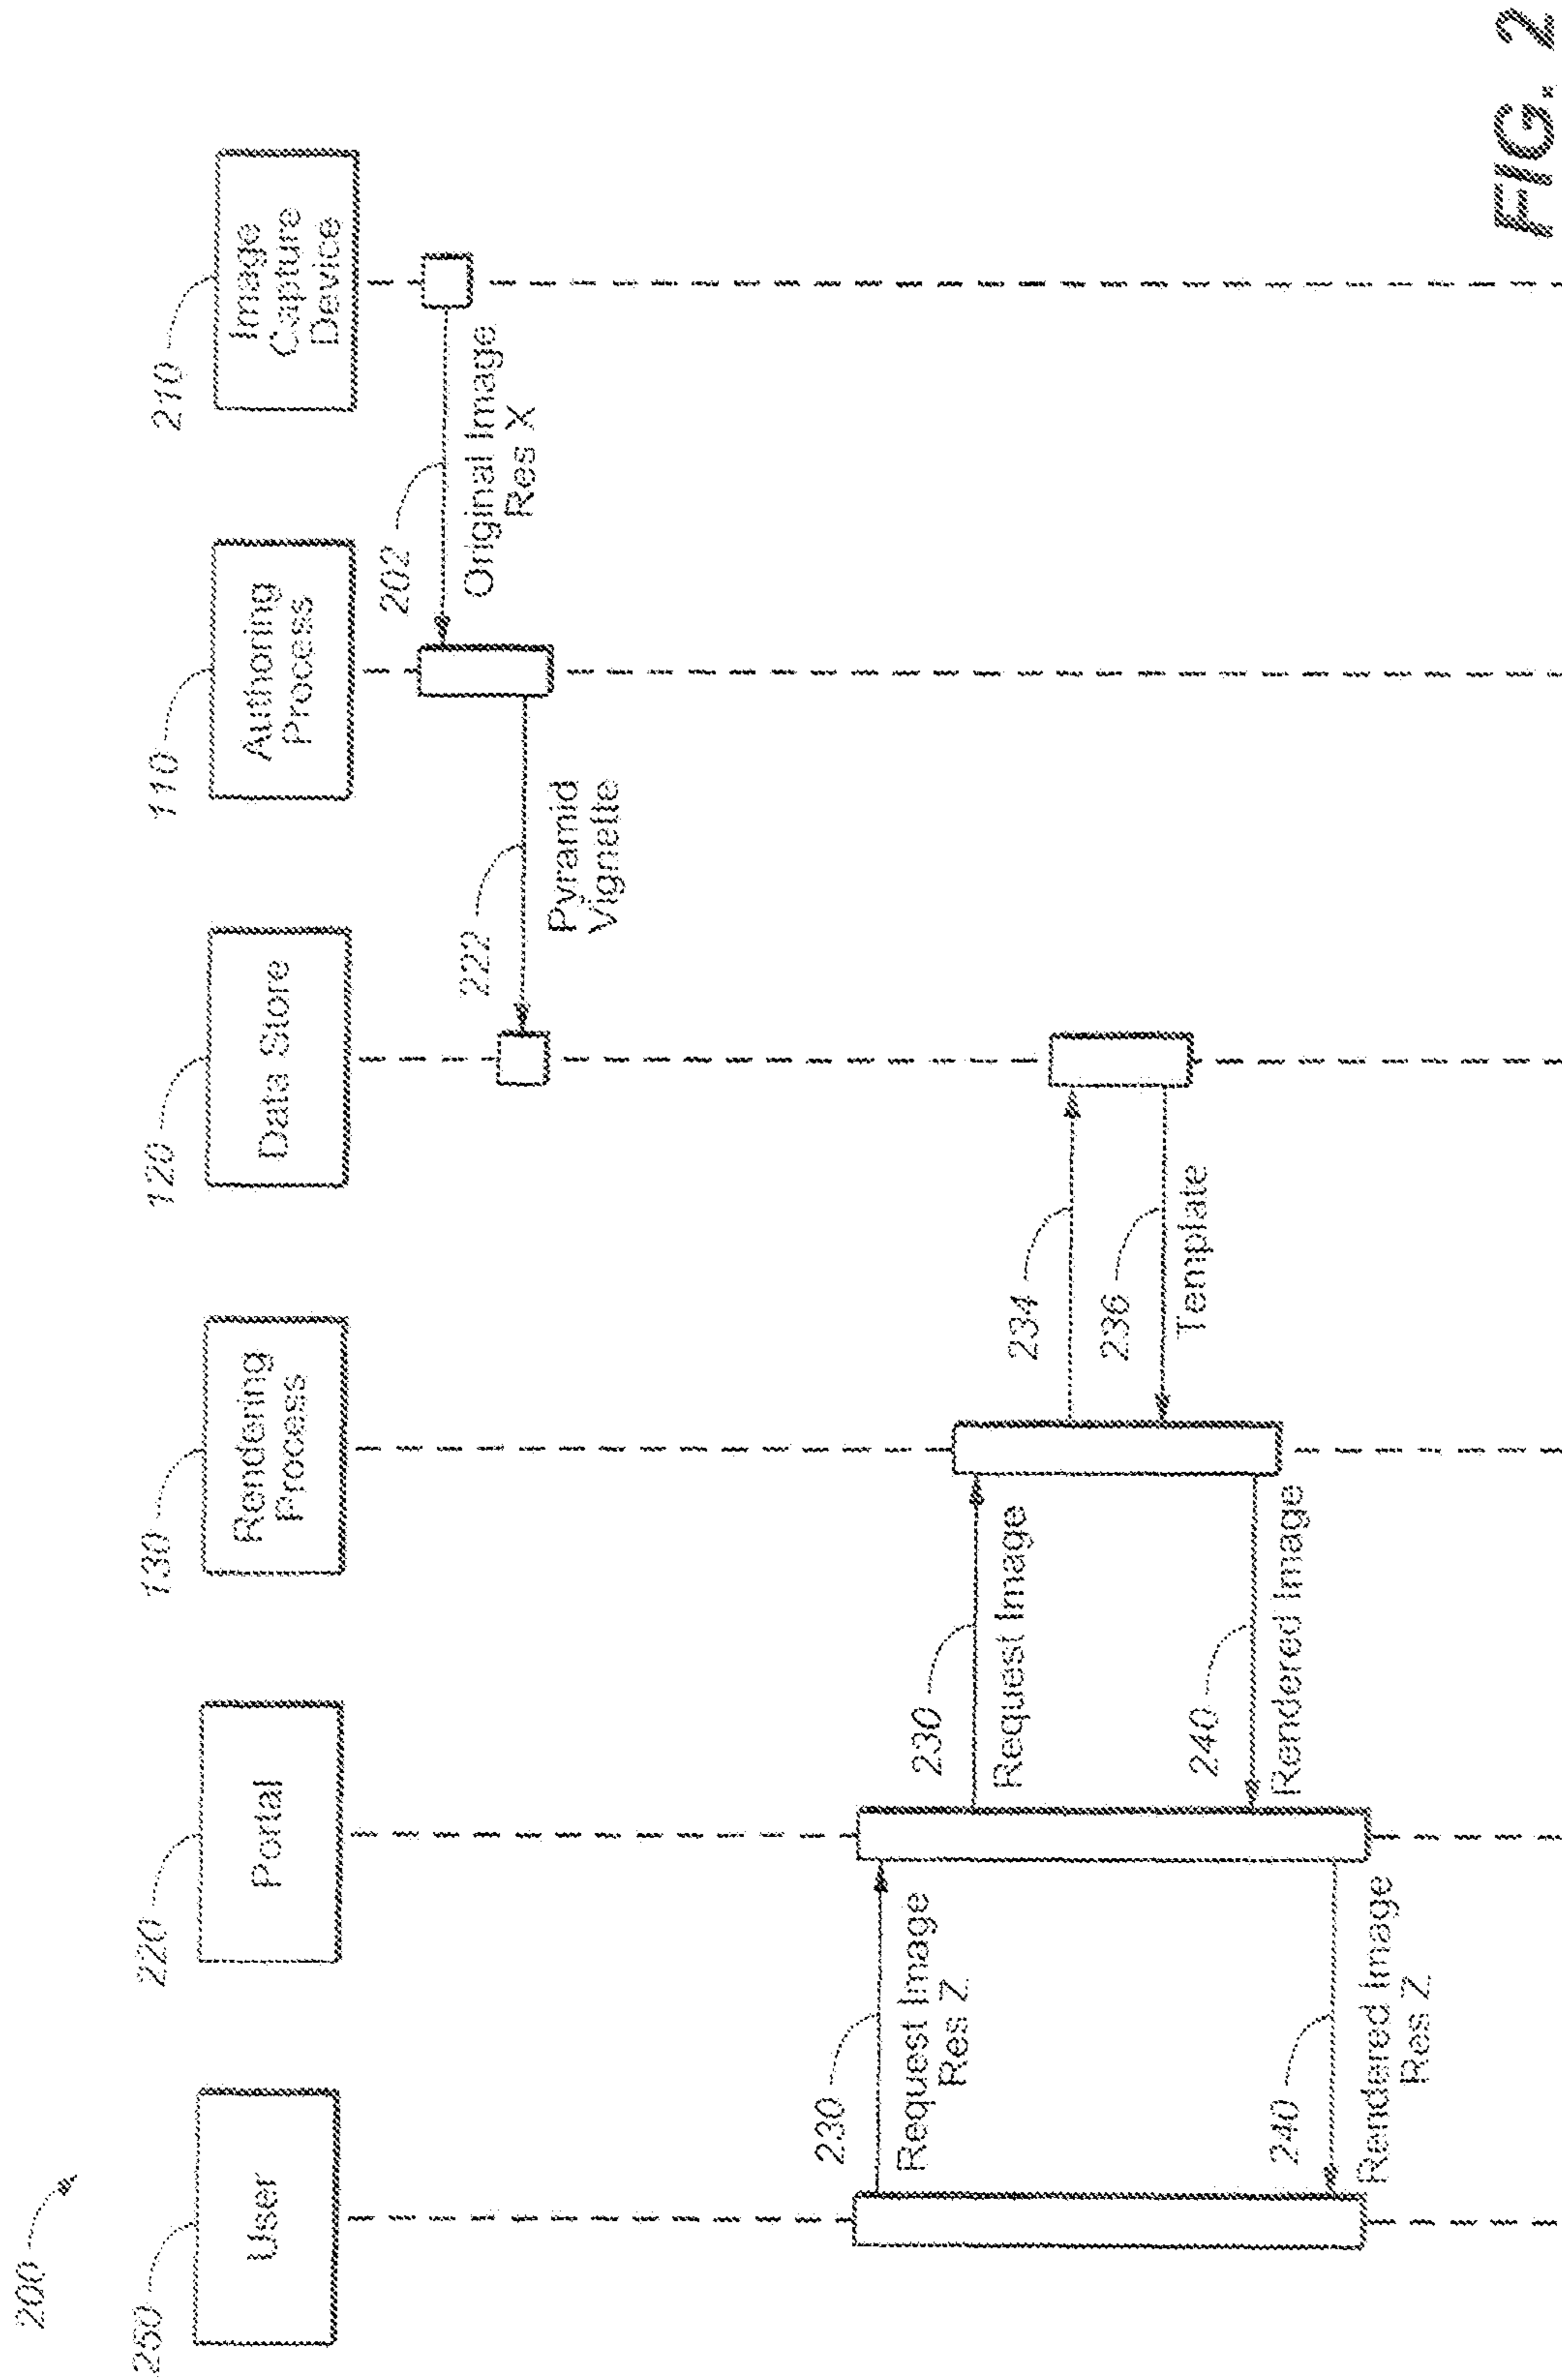 200
250
User
220
Portal
130
Rendering
Process
120
Data Store
110
Authoring
Process
210
Image
Capture
Device
202
Original Image
Res X
222
Pyramid
Vignette
230
Request Image
Res Z
230
Request Image
234
236
Template
240
Rendered Image
240
Rendered Image
Res Z
FIG. 2